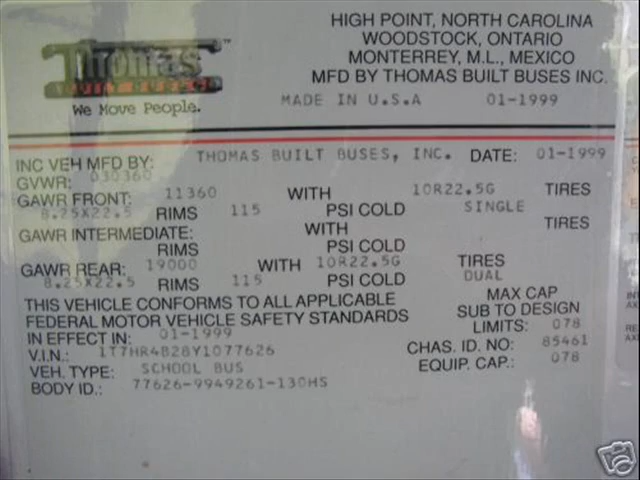 HIGH POINT, NORTH CAROLINA
WOODSTOCK, ONTARIO
MONTERREY, M.L., MEXICO
MFD BY THOMAS BUILT BUSES INC.
Thomas™
BUILT BUSES
We Move People.
MADE IN U.S.A 01-1999
INC VEH MFD BY: THOMAS BUILT BUSES, INC. DATE: 01-1999
GVWR: 030360
GAWR FRONT: 11360 WITH 10R22.5G TIRES
8.25X22.5 RIMS 115 PSI COLD SINGLE
GAWR INTERMEDIATE: WITH TIRES
RIMS PSI COLD
GAWR REAR: 19000 WITH 10R22.5G TIRES
8.25X22.5 RIMS 115 PSI COLD DUAL
THIS VEHICLE CONFORMS TO ALL APPLICABLE
FEDERAL MOTOR VEHICLE SAFETY STANDARDS
IN EFFECT IN: 01-1999
V.I.N.: 1T7HR4B28Y1077626
VEH. TYPE: SCHOOL BUS
BODY ID.: 77626-9949261-130HS
MAX CAP
SUB TO DESIGN
LIMITS: 078
CHAS. ID. NO: 85461
EQUIP. CAP.: 078